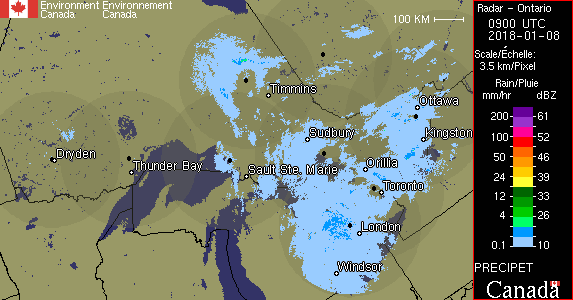 Environment Environnement
Canada Canada
100 KM
Timmins
Ottawa
Sudbury
Kingston
Dryden
Thunder Bay
Orillia
Sault Ste. Marie
Toronto
London
Windsor
Radar - Ontario
0900 UTC
2018-01-08
Scale/Échelle:
3.5 km/Pixel
Rain/Pluie
mm/hr dBZ
200 61
100 52
50 46
24 39
12 33
4 26
0.1 10
PRECIPET
Canada